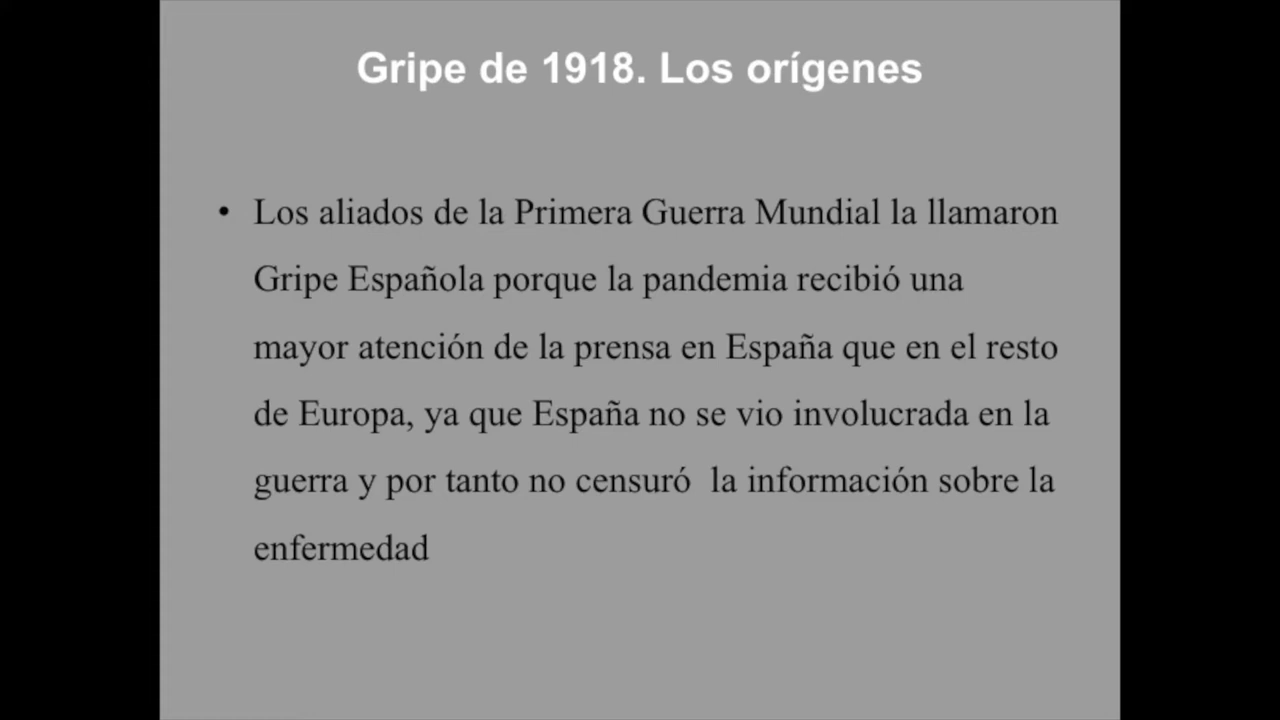 Gripe de 1918. Los orígenes
• Los aliados de la Primera Guerra Mundial la llamaron
Gripe Española porque la pandemia recibió una
mayor atención de la prensa en España que en el resto
de Europa, ya que España no se vio involucrada en la
guerra y por tanto no censuró  la información sobre la
enfermedad